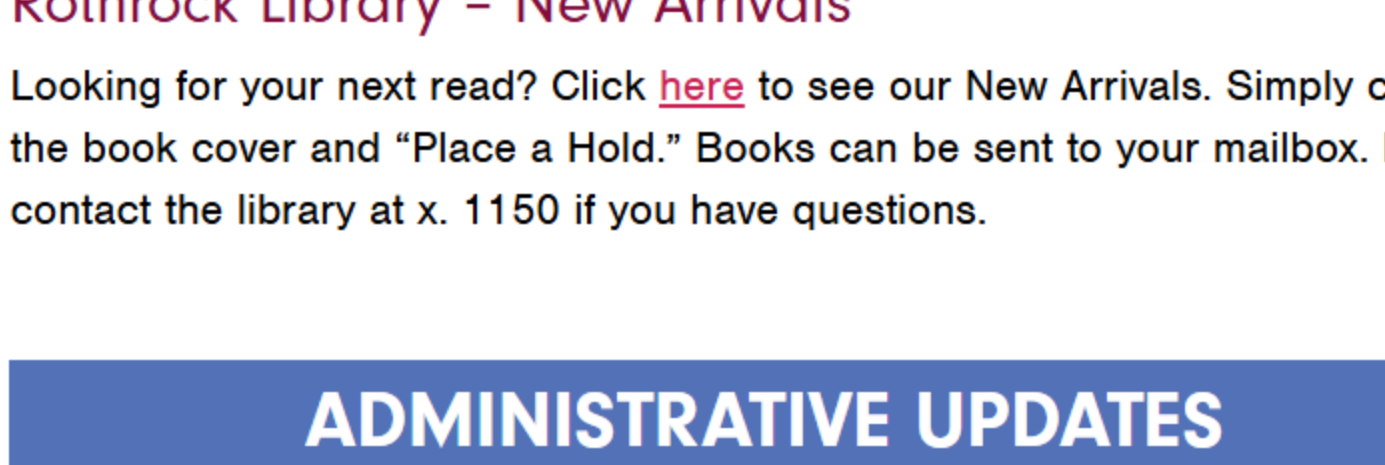 Rothrock Library – New Arrivals
Looking for your next read? Click here to see our New Arrivals. Simply
the book cover and “Place a Hold.” Books can be sent to your mailbox.
contact the library at x. 1150 if you have questions.
ADMINISTRATIVE UPDATES